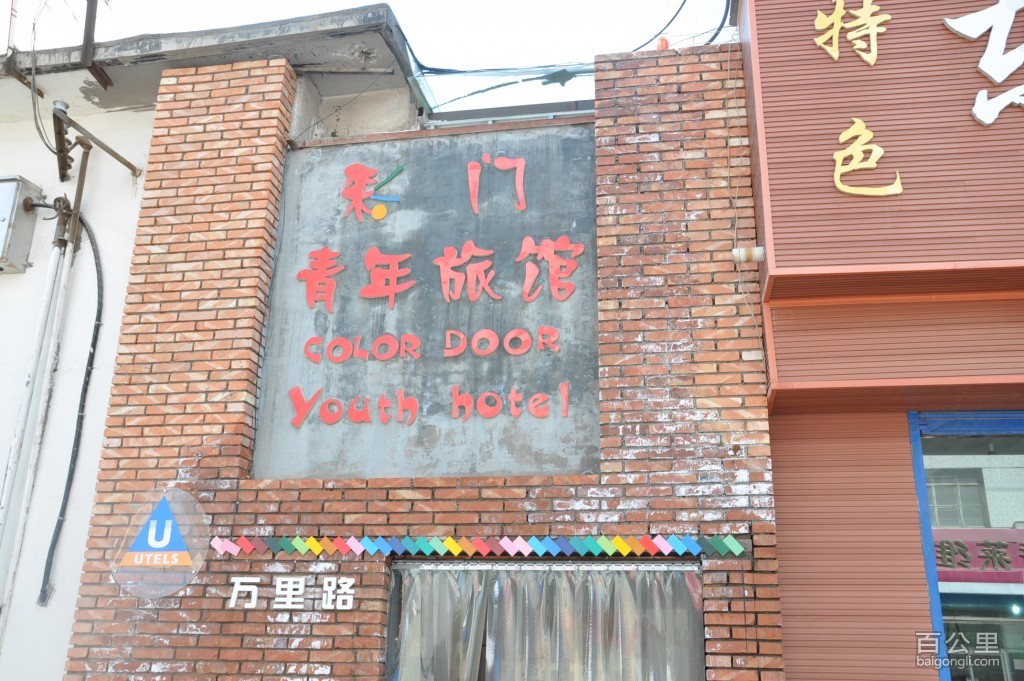 彩门
青年旅馆
COLOR DOOR
Youth hotel
U
UTELS
万里路
特色
百公里
baigongli.com